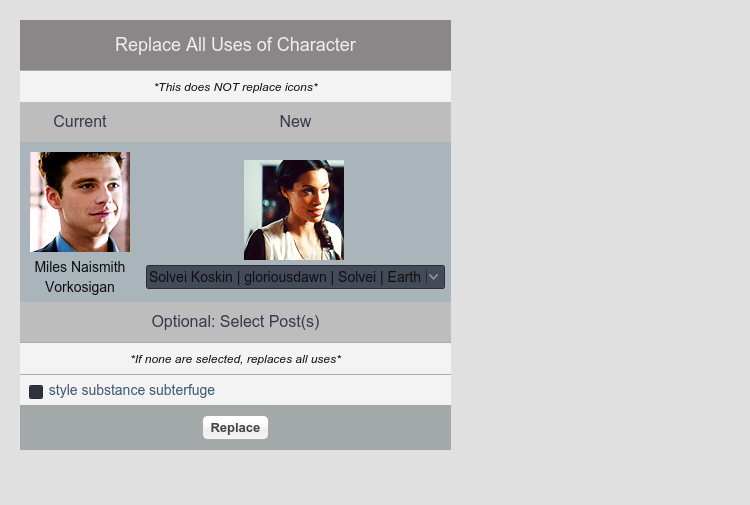 Replace All Uses of Character
*This does NOT replace icons*
Current
New
Miles Naismith
Vorkosigan
Solvei Koskin | gloriousdawn | Solvei | Earth
Optional: Select Post(s)
*If none are selected, replaces all uses*
style substance subterfuge
Replace